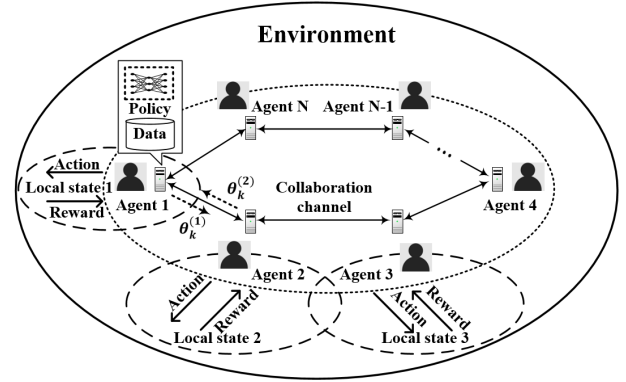 Environment
Policy
Data
Agent N
Agent N-1
...
Action
Local state 1
Reward
Agent 1
θ_k^(2)
θ_k^(1)
Collaboration
channel
Agent 4
Agent 2
Agent 3
Action
Reward
Local state 2
Action
Reward
Local state 3